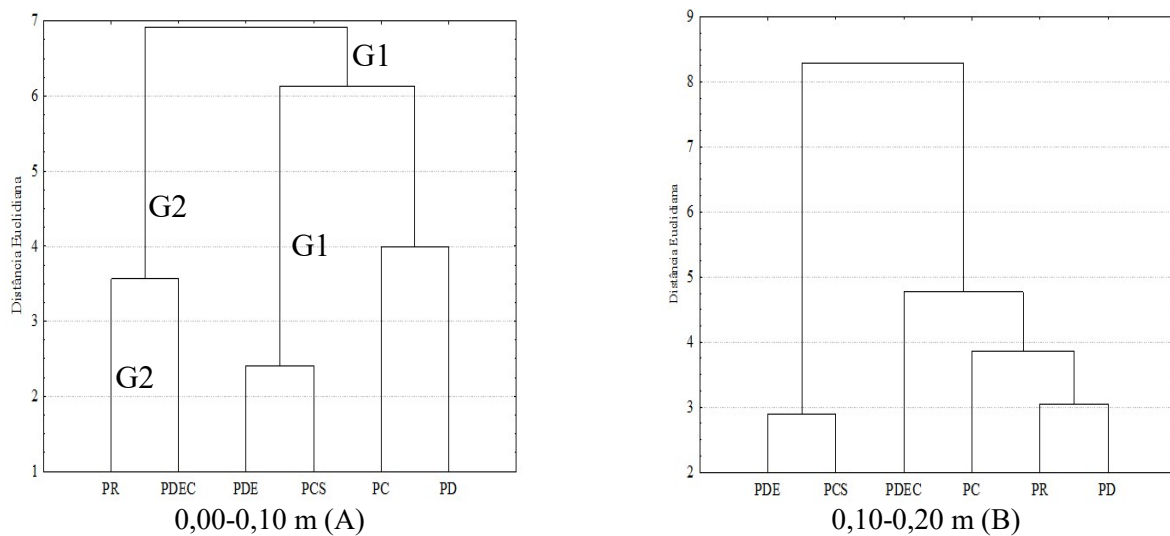 7
6
5
4
3
2
1
Distância Euclidiana
G1
G2
G1
G2
PR PDEC PDE PCS PC PD
0,00-0,10 m (A)
9
8
7
6
5
4
3
2
Distância Euclidiana
PDE PCS PDEC PC PR PD
0,10-0,20 m (B)